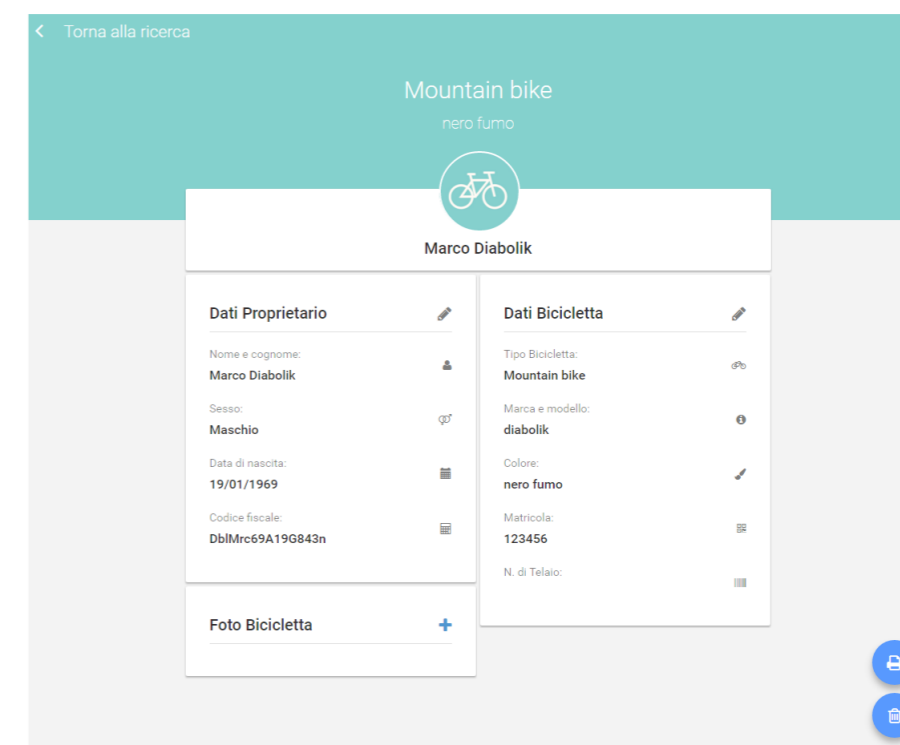 Torna alla ricerca
Mountain bike
nero fumo
Marco Diabolik
Dati Proprietario
Nome e cognome:
Marco Diabolik
Sesso:
Maschio
Data di nascita:
19/01/1969
Codice fiscale:
DblMrc69A19G843n
Foto Bicicletta
Dati Bicicletta
Tipo Bicicletta:
Mountain bike
Marca e modello:
diabolik
Colore:
nero fumo
Matricola:
123456
N. di Telaio: